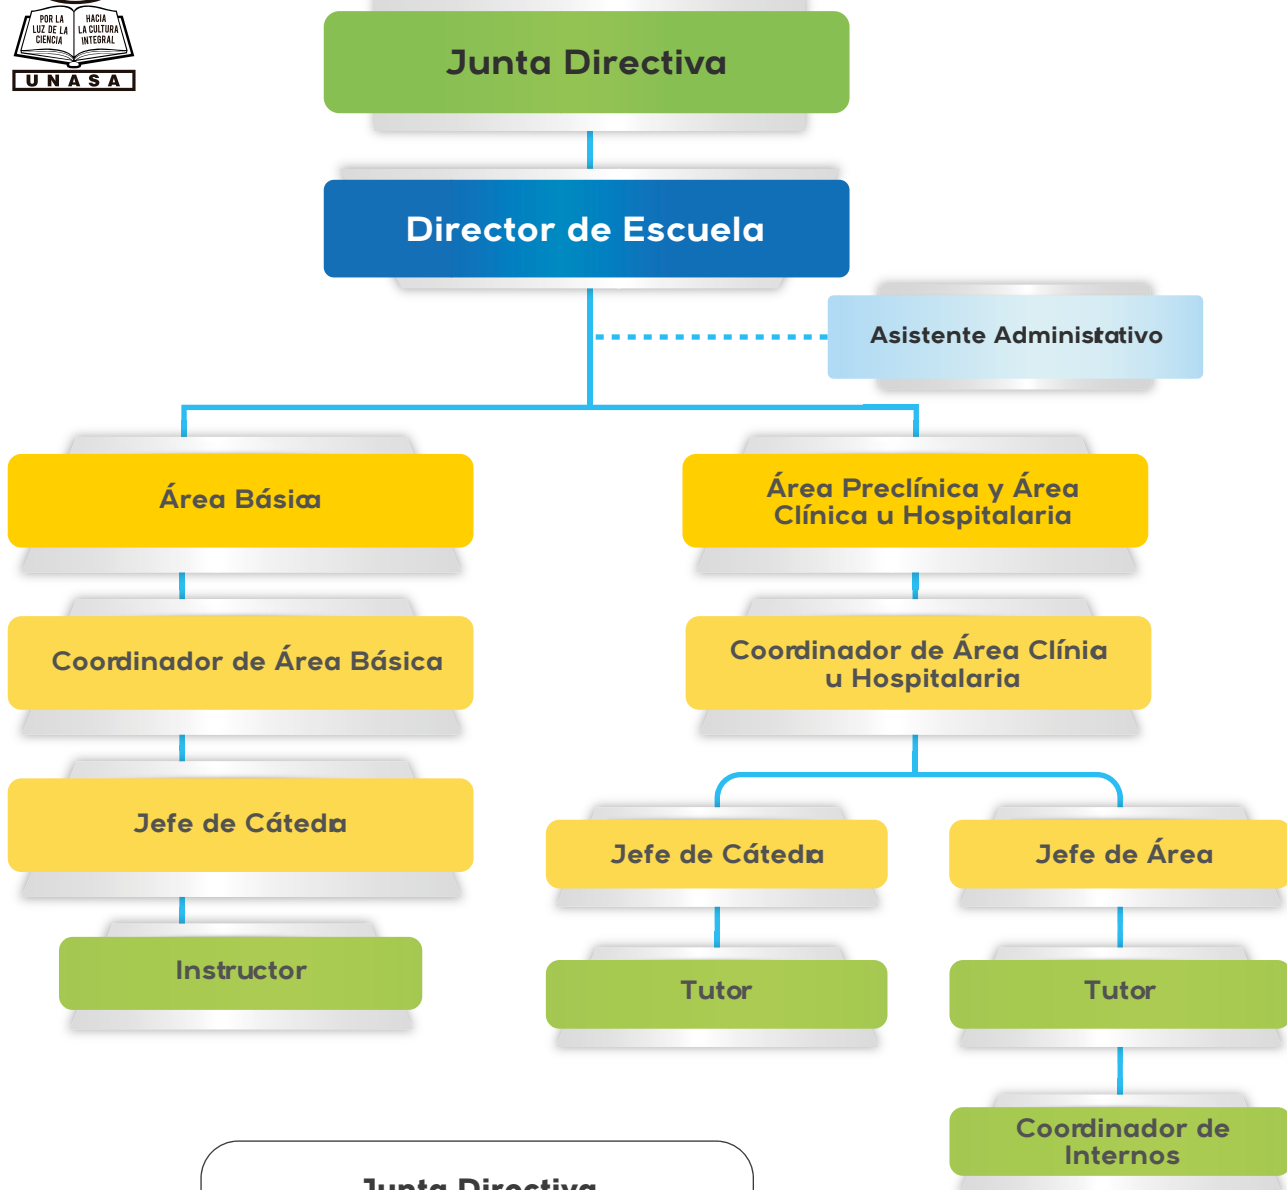 POR LA
LUZ DE LA
CIENCIA
HACIA
LA CULTURA
INTEGRAL
UNASA
Junta Directiva
Director de Escuela
Asistente Administrativo
Área Básica
Área Preclínica y Área
Clínica u Hospitalaria
Coordinador de Área Básica
Coordinador de Área Clínia
u Hospitalaria
Jefe de Cátedra
Jefe de Cátedra
Jefe de Área
Instructor
Tutor
Tutor
Coordinador de
Internos
Junta Directiva